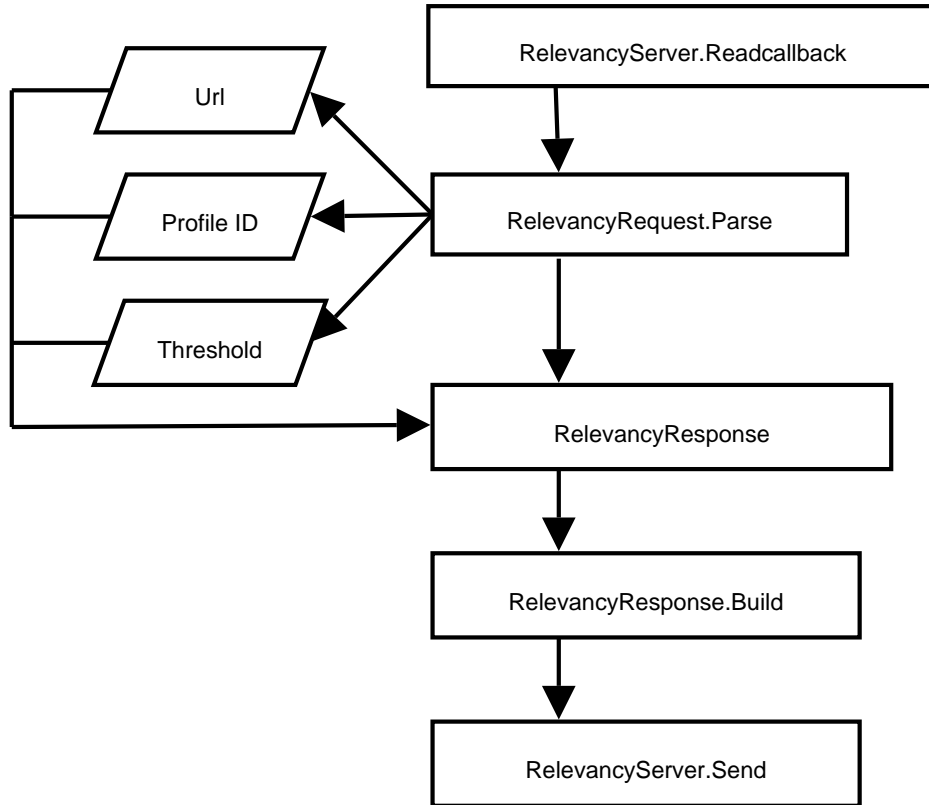 RelevancyServer.Readcallback
Url
Profile ID
RelevancyRequest.Parse
Threshold
RelevancyResponse
RelevancyResponse.Build
RelevancyServer.Send